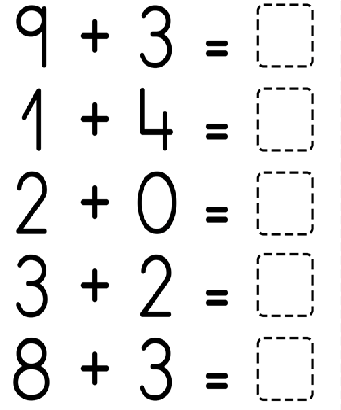 9 + 3 =
1 + 4 =
2 + 0 =
3 + 2 =
8 + 3 =